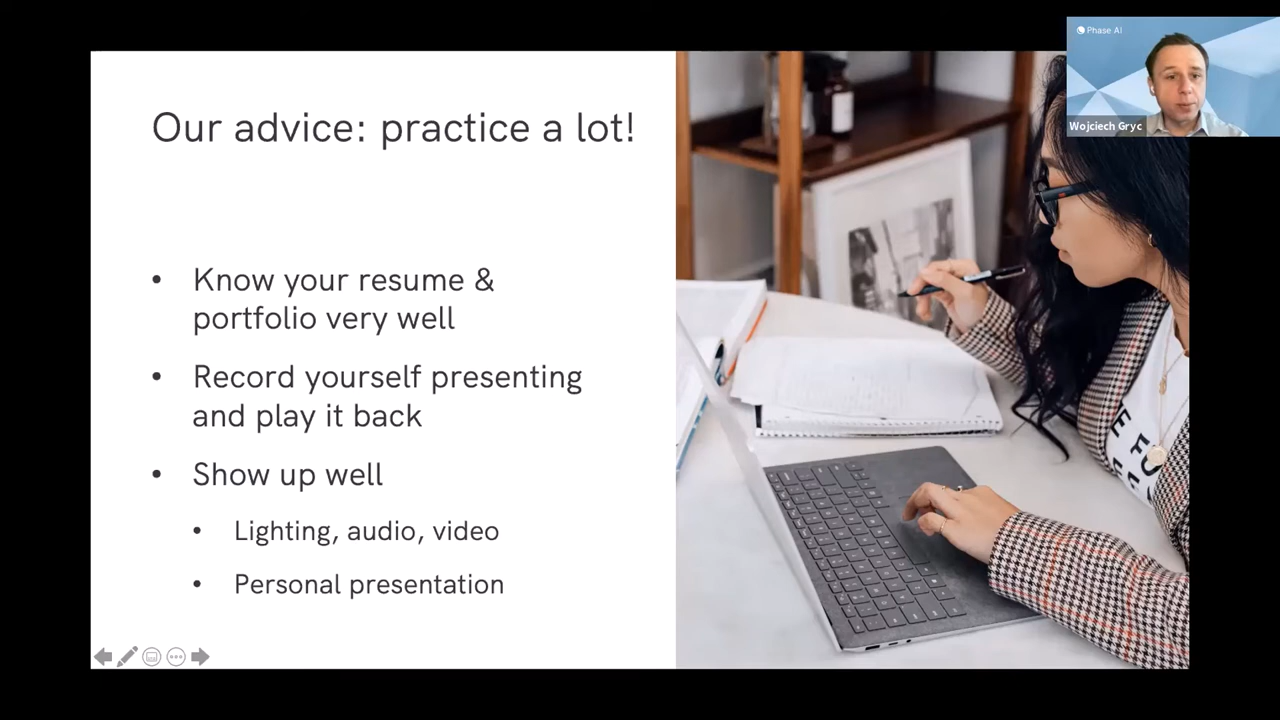 Phase AI
Wojciech Gryc
Our advice: practice a lot!
• Know your resume &
portfolio very well
• Record yourself presenting
and play it back
• Show up well
• Lighting, audio, video
• Personal presentation